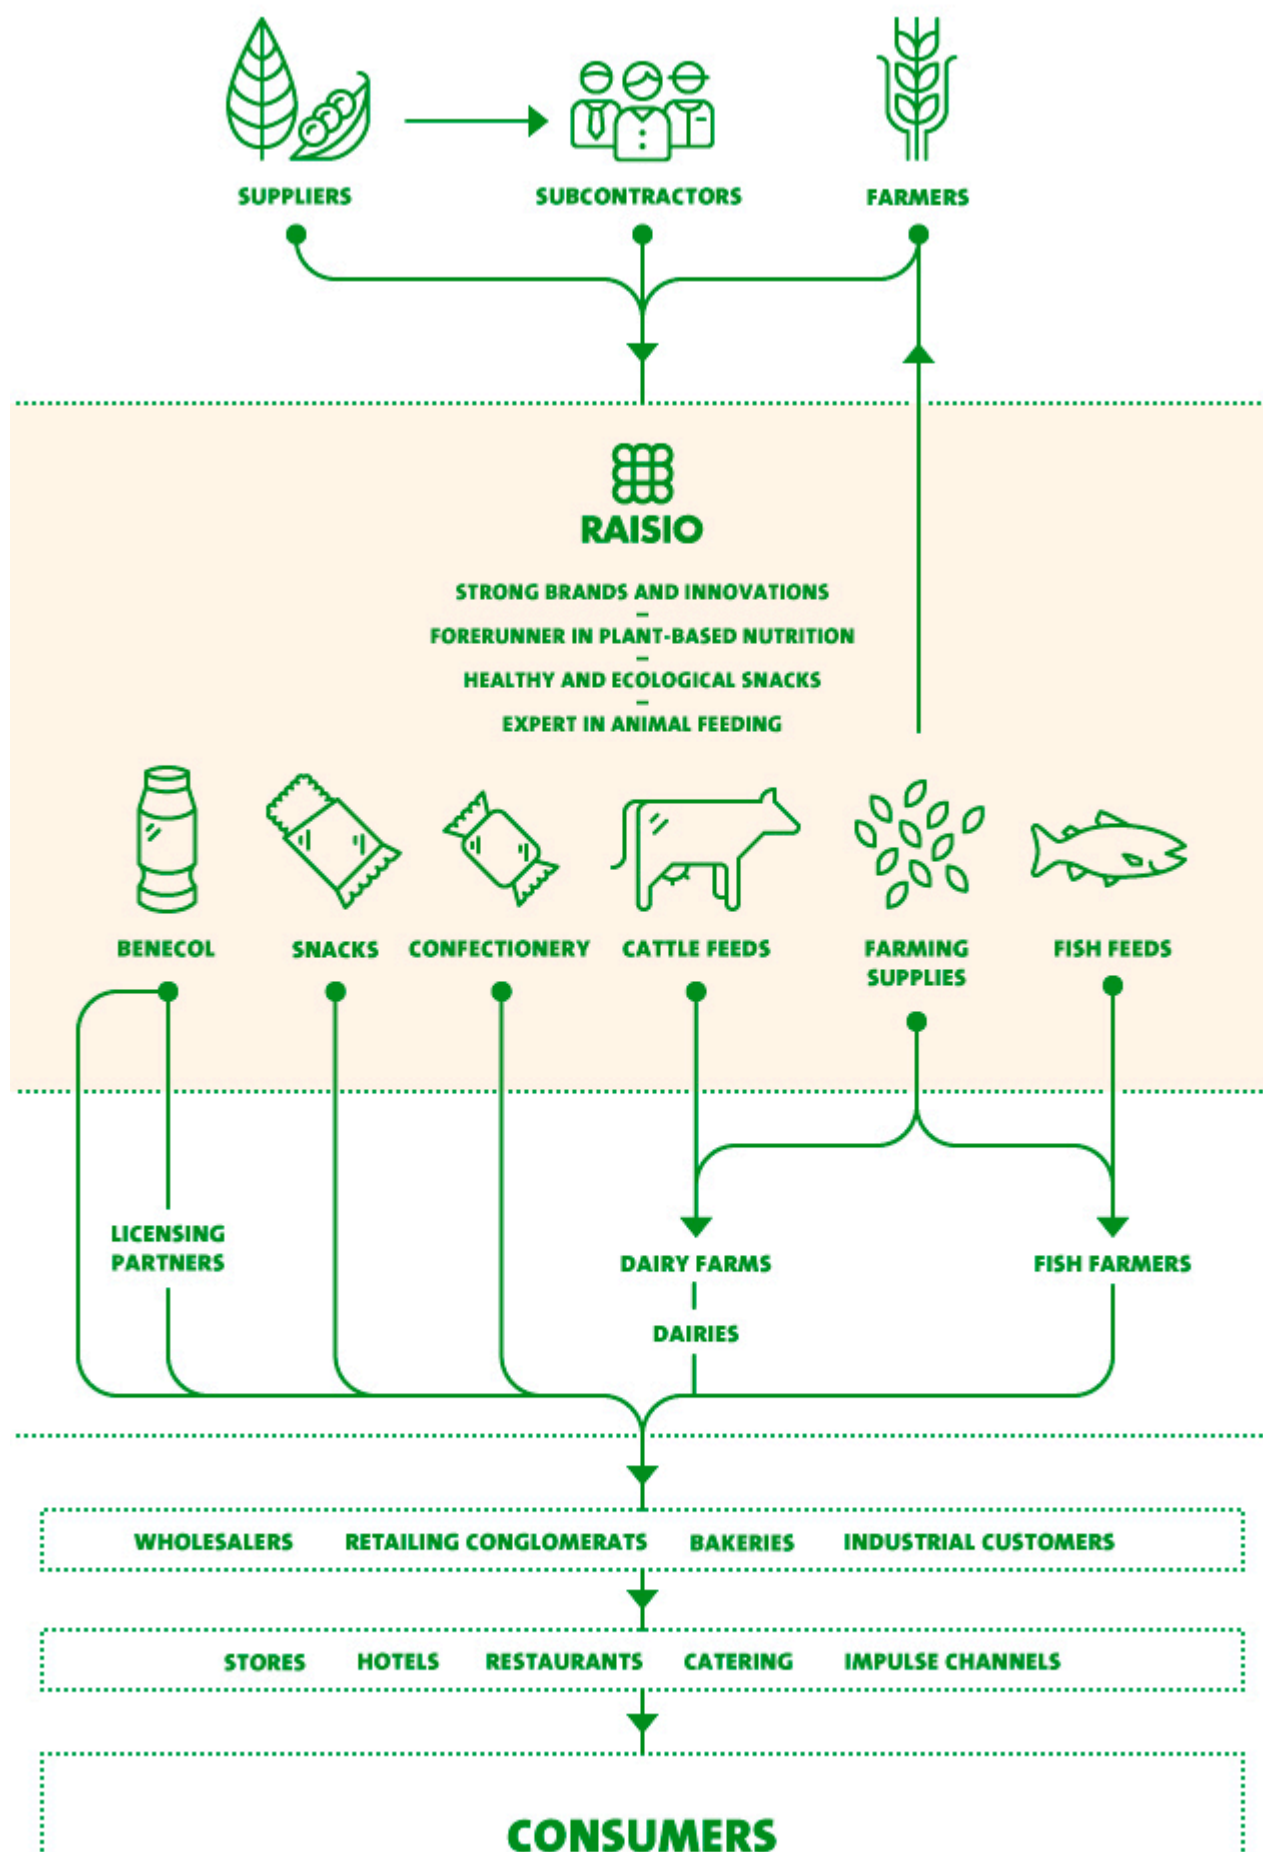 SUPPLIERS
SUBCONTRACTORS
FARMERS
RAISIO
STRONG BRANDS AND INNOVATIONS
–
FORERUNNER IN PLANT-BASED NUTRITION
–
HEALTHY AND ECOLOGICAL SNACKS
–
EXPERT IN ANIMAL FEEDING
BENECOL
SNACKS
CONFECTIONERY
CATTLE FEEDS
FARMING
SUPPLIES
FISH FEEDS
LICENSING
PARTNERS
DAIRY FARMS
FISH FARMERS
DAIRIES
WHOLESALERS
RETAILING CONGLOMERATS
BAKERIES
INDUSTRIAL CUSTOMERS
STORES
HOTELS
RESTAURANTS
CATERING
IMPULSE CHANNELS
CONSUMERS